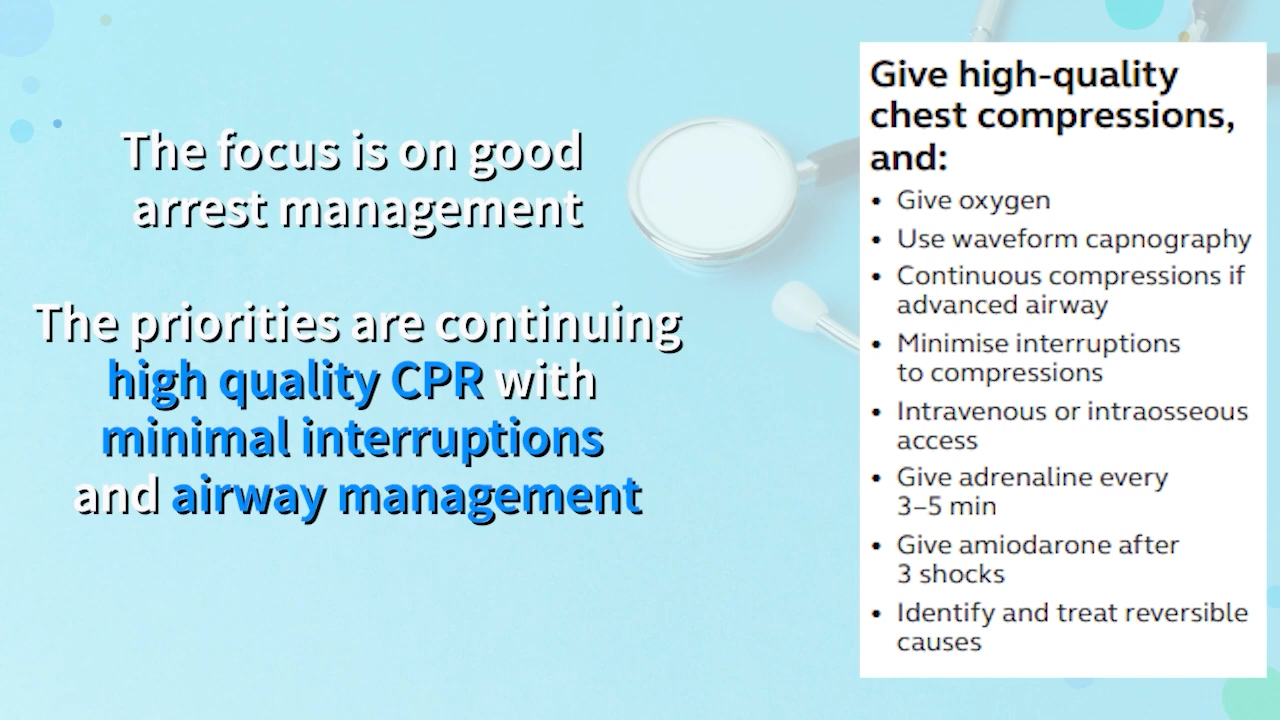 The focus is on good
arrest management
The priorities are continuing
high quality CPR with
minimal interruptions
and airway management
Give high-quality
chest compressions,
and:
• Give oxygen
• Use waveform capnography
• Continuous compressions if
advanced airway
• Minimise interruptions
to compressions
• Intravenous or intraosseous
access
• Give adrenaline every
3–5 min
• Give amiodarone after
3 shocks
• Identify and treat reversible
causes